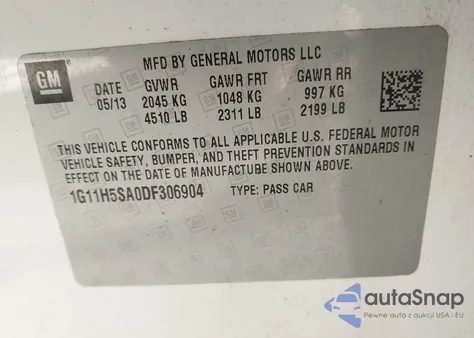 GM
MFD BY GENERAL MOTORS LLC
DATE GVWR GAWR FRT GAWR RR
05/13 2045 KG 1048 KG 997 KG
4510 LB 2311 LB 2199 LB
THIS VEHICLE CONFORMS TO ALL APPLICABLE U.S. FEDERAL MOTOR
VEHICLE SAFETY, BUMPER, AND THEFT PREVENTION STANDARDS IN
EFFECT ON THE DATE OF MANUFACTURE SHOWN ABOVE.
1G11H5SA0DF306904 TYPE: PASS CAR
autoSnap
Pewne auta z aukcji USA i EU